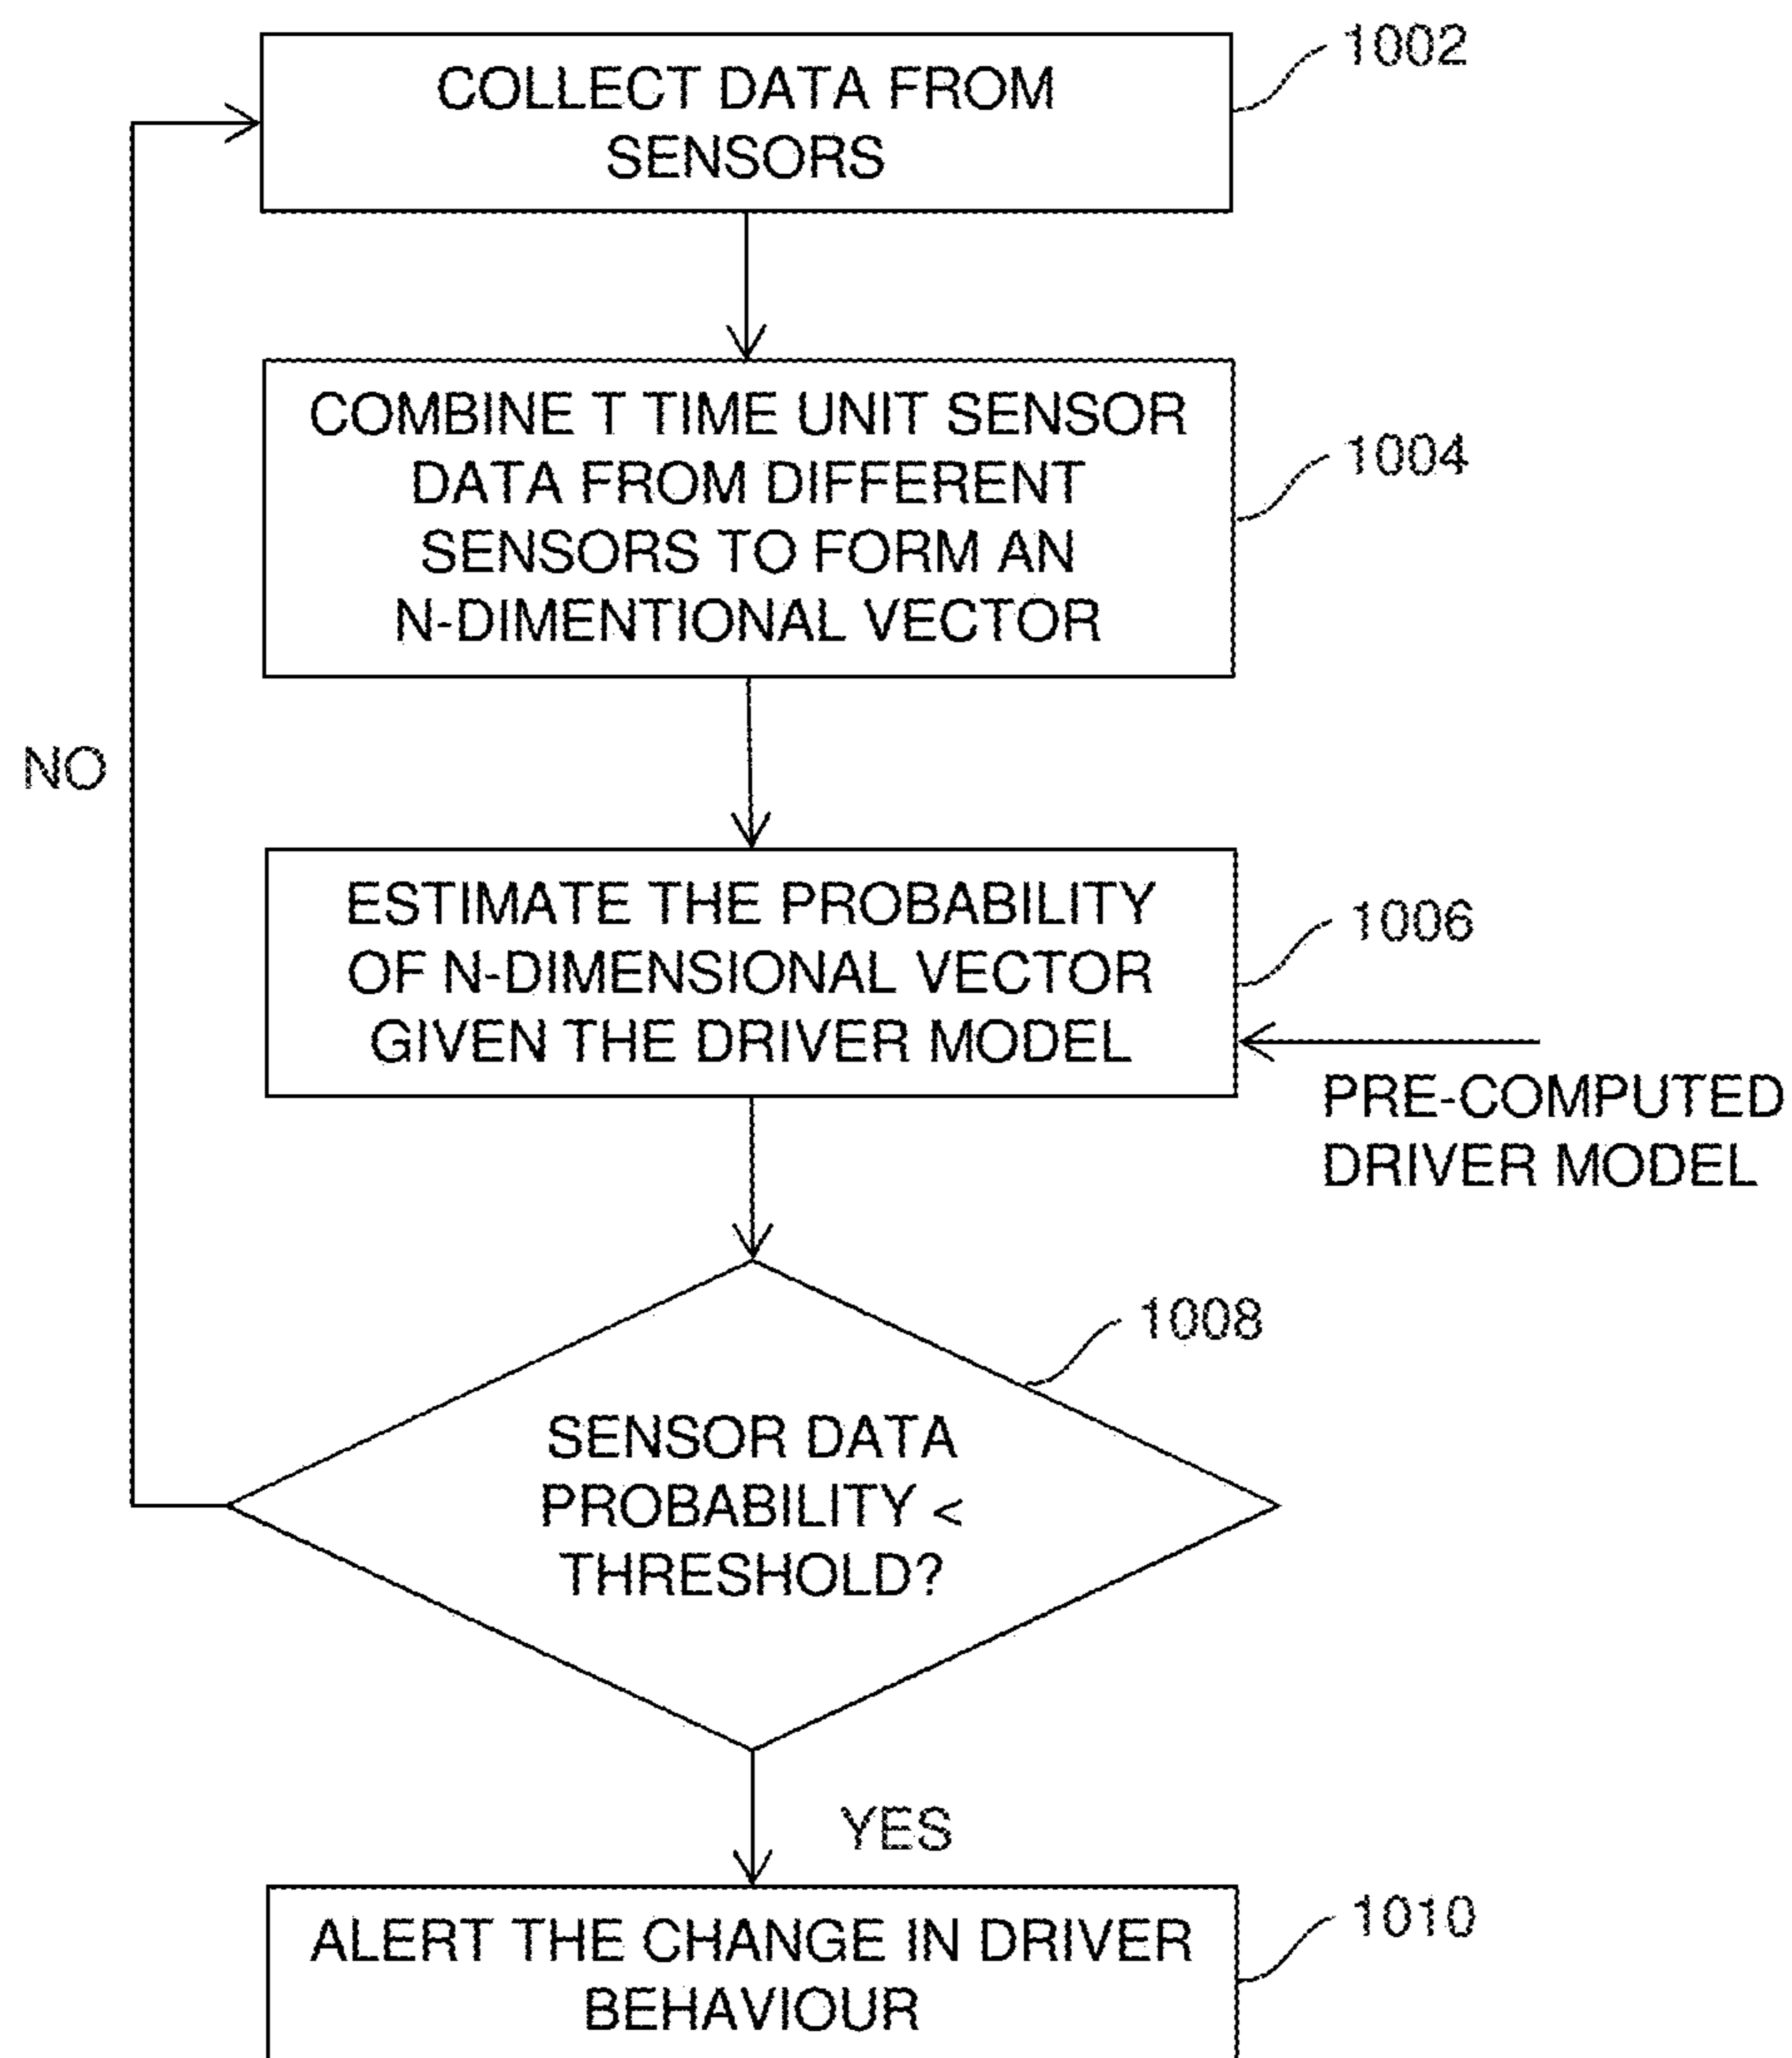 COLLECT DATA FROM
SENSORS
1002
COMBINE T TIME UNIT SENSOR
DATA FROM DIFFERENT
SENSORS TO FORM AN
N-DIMENTIONAL VECTOR
1004
NO
ESTIMATE THE PROBABILITY
OF N-DIMENSIONAL VECTOR
GIVEN THE DRIVER MODEL
1006
PRE-COMPUTED
DRIVER MODEL
1008
SENSOR DATA
PROBABILITY <
THRESHOLD?
YES
ALERT THE CHANGE IN DRIVER
BEHAVIOUR
1010